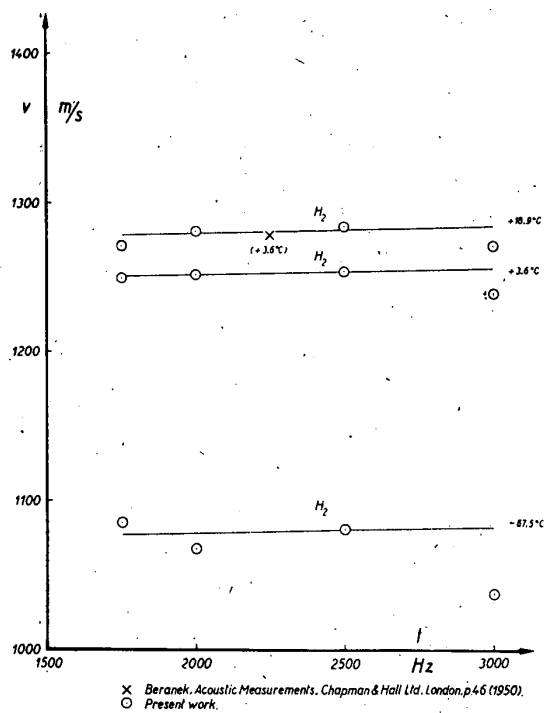 1400
v m/s
1300
H₂
+18.9°C
(+3.6°C)
H₂
+3.6°C
1200
1100
H₂
-87.5°C
1000
1500
2000
2500
3000
f
Hz
× Beranek. Acoustic Measurements. Chapman & Hall Ltd. London. p.46 (1950).
⊙ Present work.